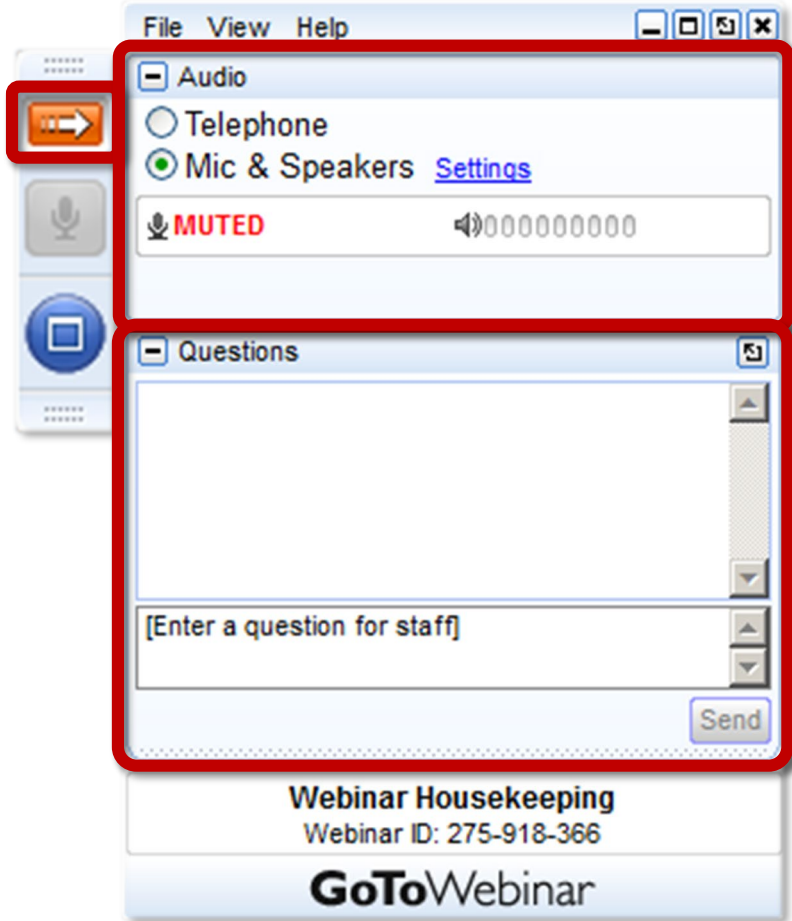 File View Help
Audio
Telephone
Mic & Speakers Settings
MUTED
Questions
[Enter a question for staff]
Send
Webinar Housekeeping
Webinar ID: 275-918-366
GoToWebinar